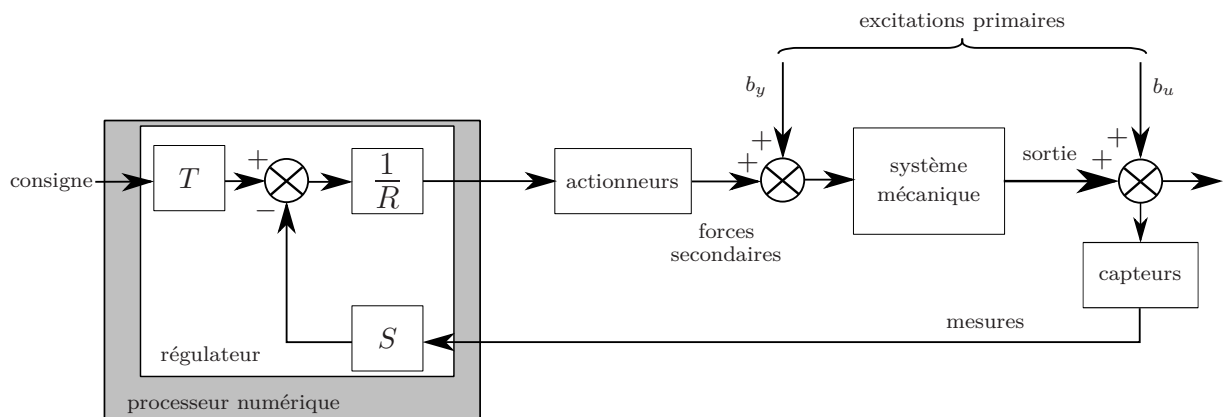 excitations primaires
b_y
b_u
+
+
+
+
sortie
consigne
T
+
−
1
R
actionneurs
système
mécanique
forces
secondaires
capteurs
mesures
S
régulateur
processeur numérique